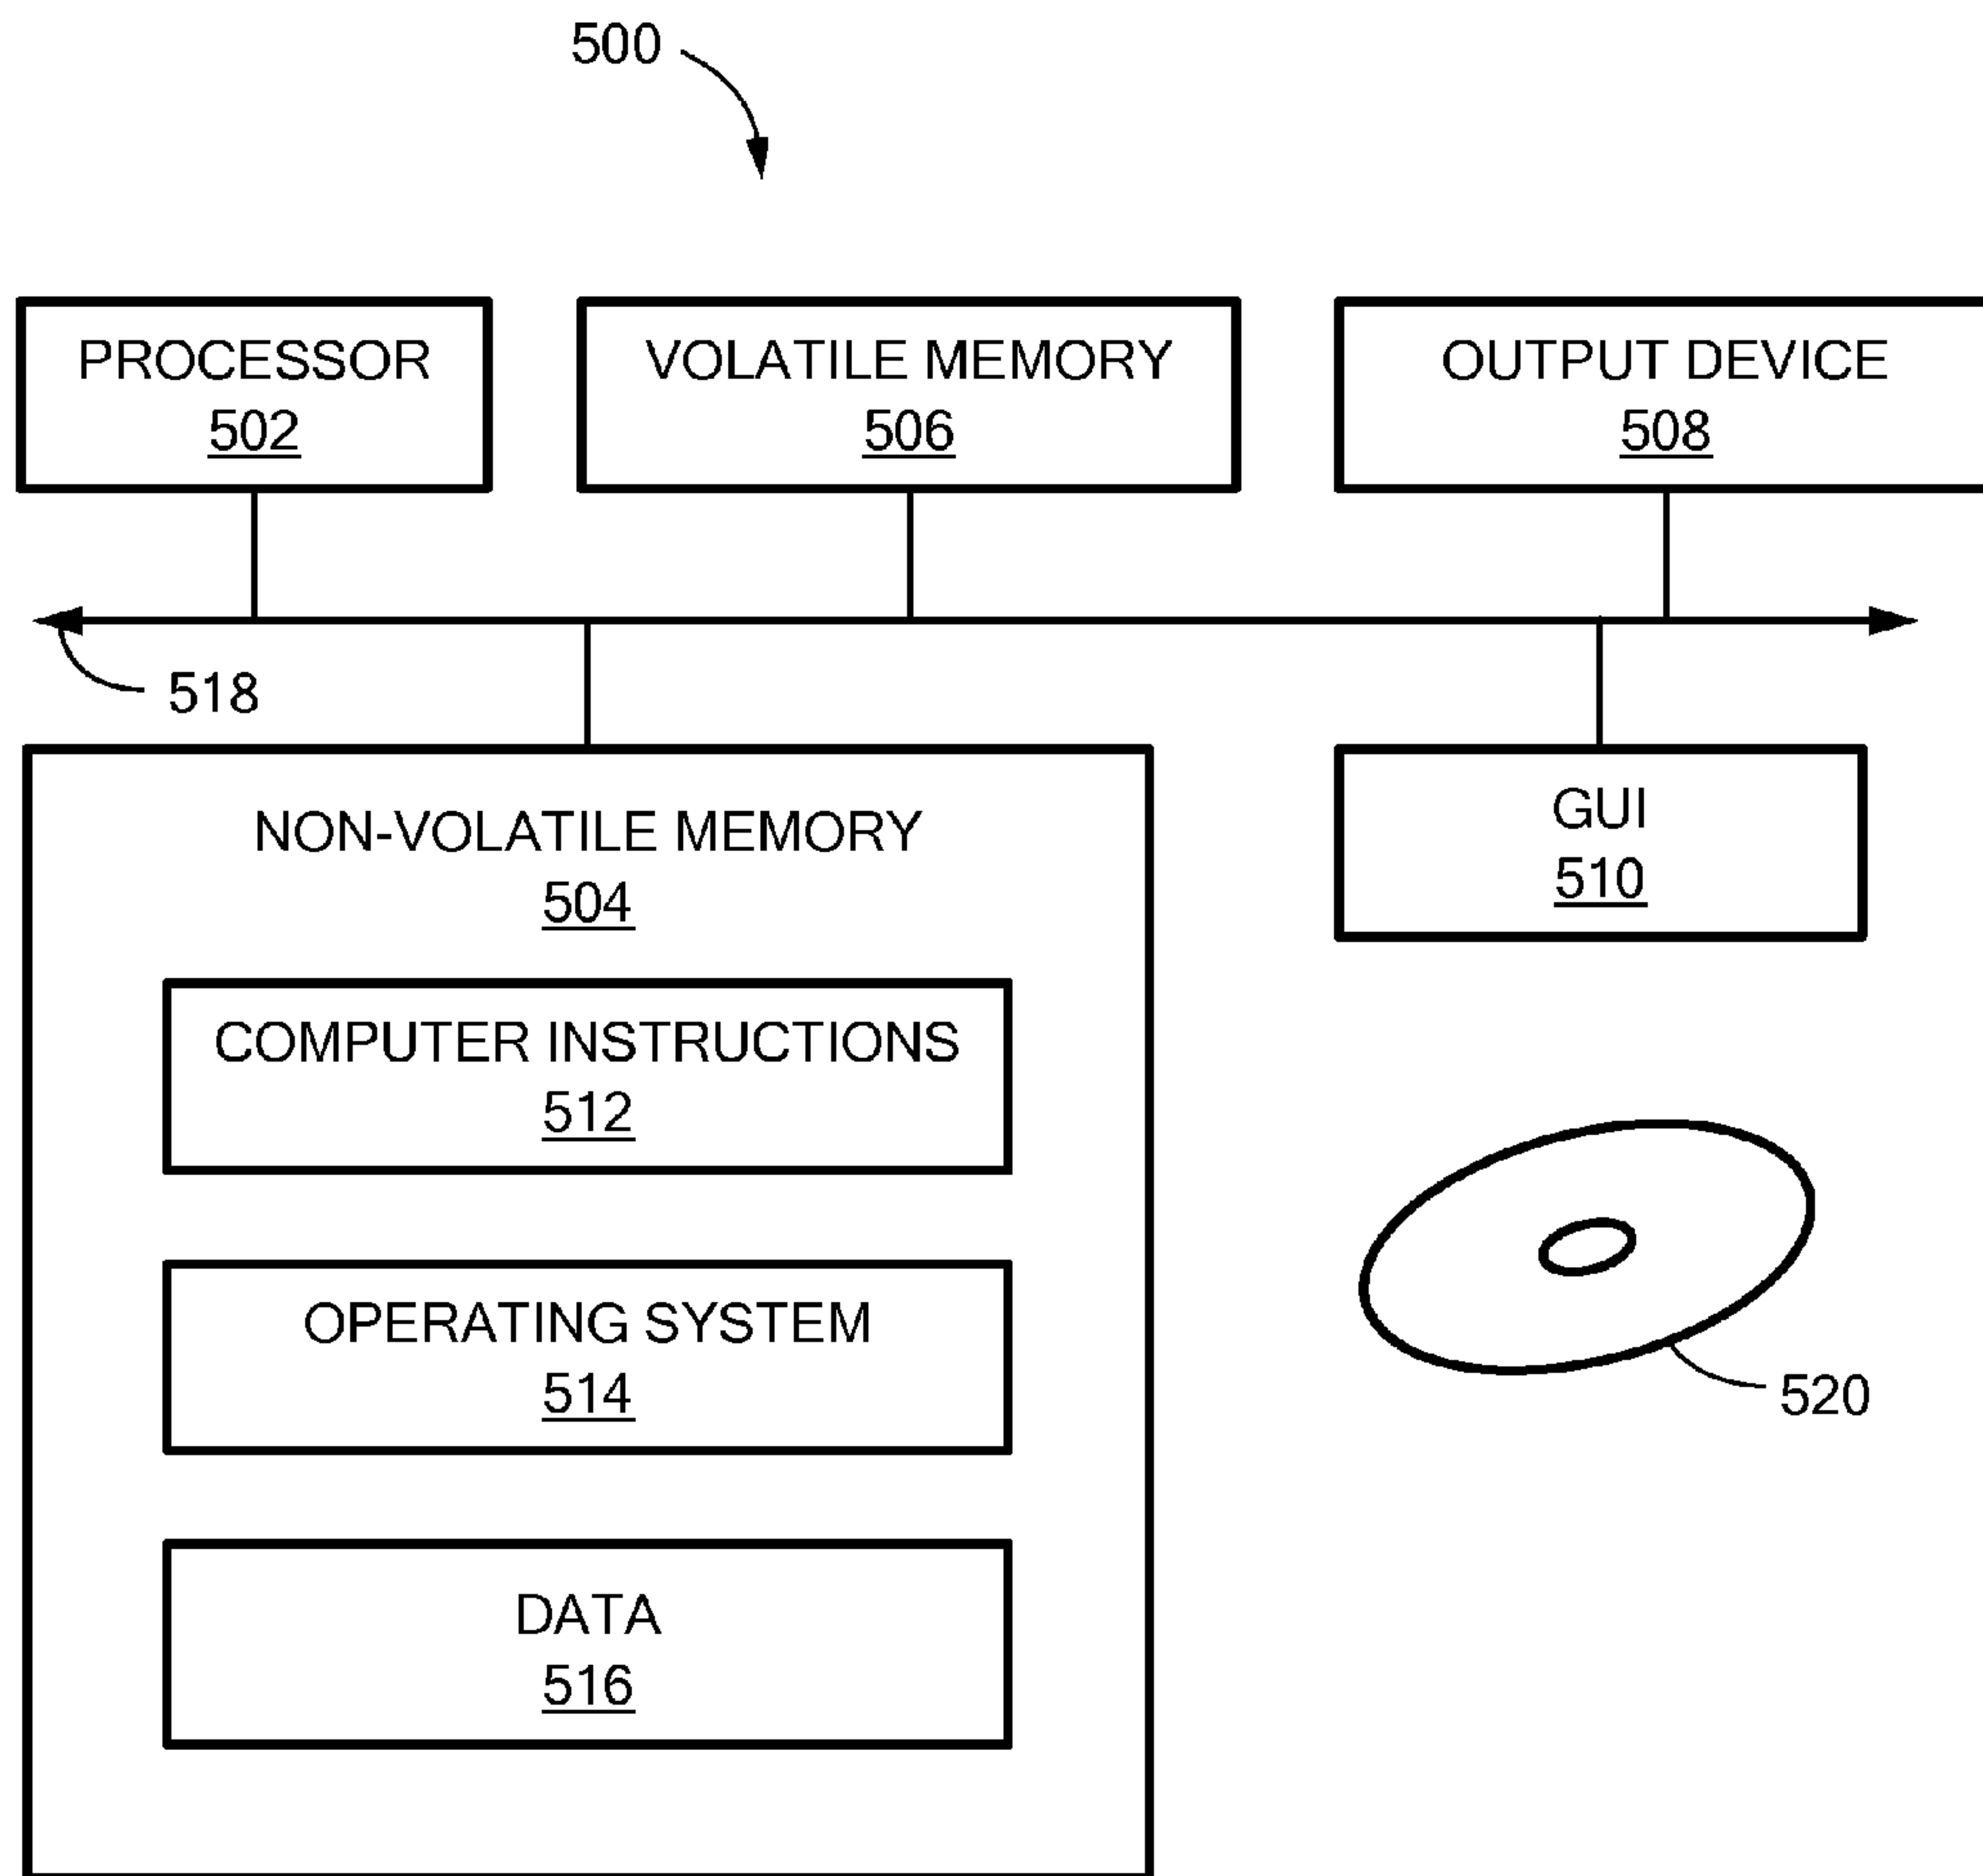 500
PROCESSOR
502
VOLATILE MEMORY
506
OUTPUT DEVICE
508
518
NON-VOLATILE MEMORY
504
COMPUTER INSTRUCTIONS
512
OPERATING SYSTEM
514
DATA
516
GUI
510
520